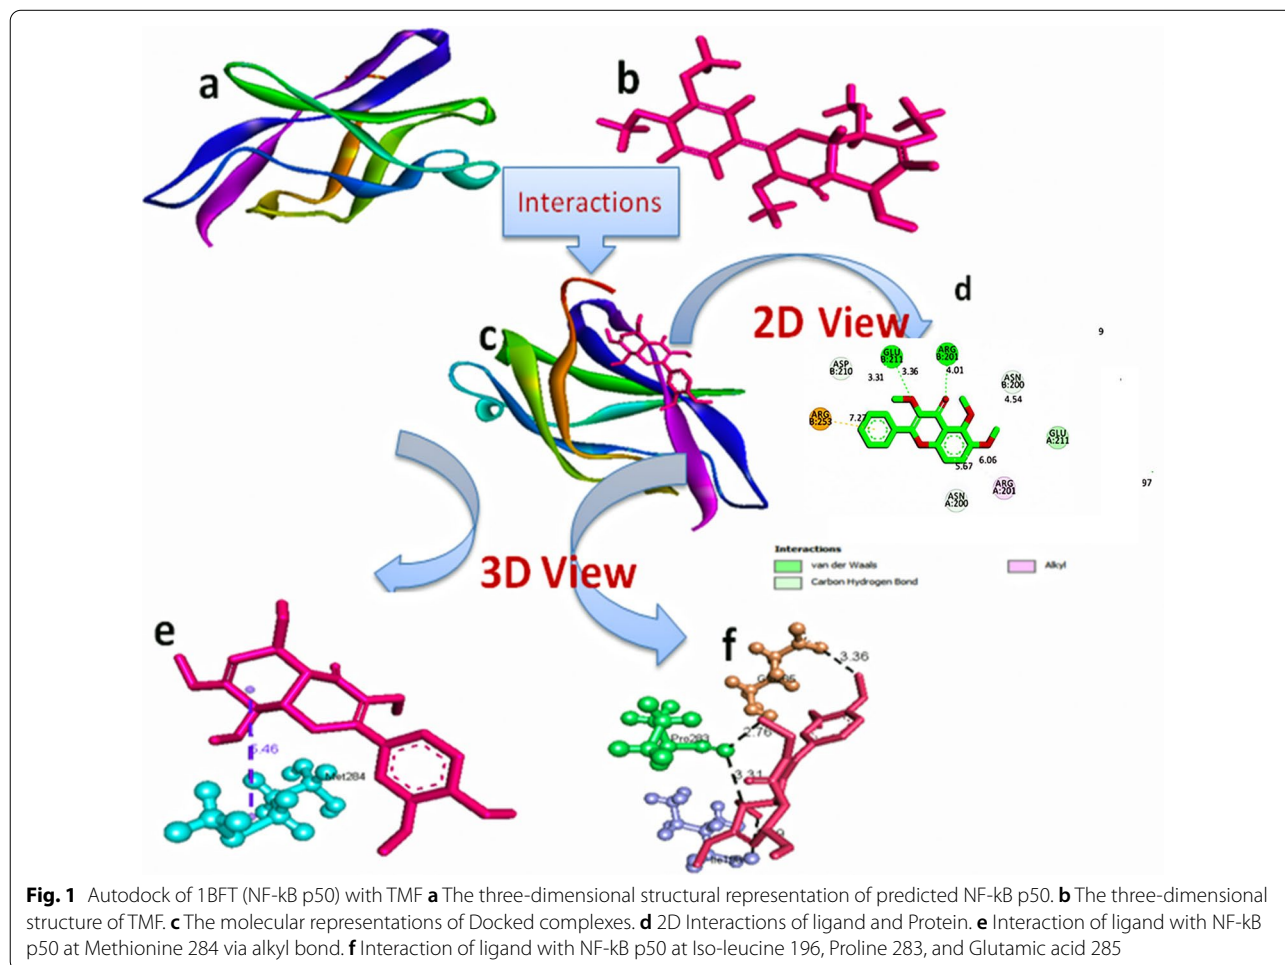 a
b
Interactions
c
2D View
d
9
GLU
B:211
ARG
B:201
ASP
B:210
3.31
3.36
4.01
ASN
B:200
4.54
ARG
B:253
7.27
GLU
A:211
6.06
5.67
ARG
A:201
ASN
A:200
97
Interactions
van der Waals
Carbon Hydrogen Bond
Alkyl
3D View
e
5.46
Met284
f
3.36
Pro283
2.76
3.31
Fig. 1 Autodock of 1BFT (NF-kB p50) with TMF a The three-dimensional structural representation of predicted NF-kB p50. b The three-dimensional
structure of TMF. c The molecular representations of Docked complexes. d 2D Interactions of ligand and Protein. e Interaction of ligand with NF-kB
p50 at Methionine 284 via alkyl bond. f Interaction of ligand with NF-kB p50 at Iso-leucine 196, Proline 283, and Glutamic acid 285